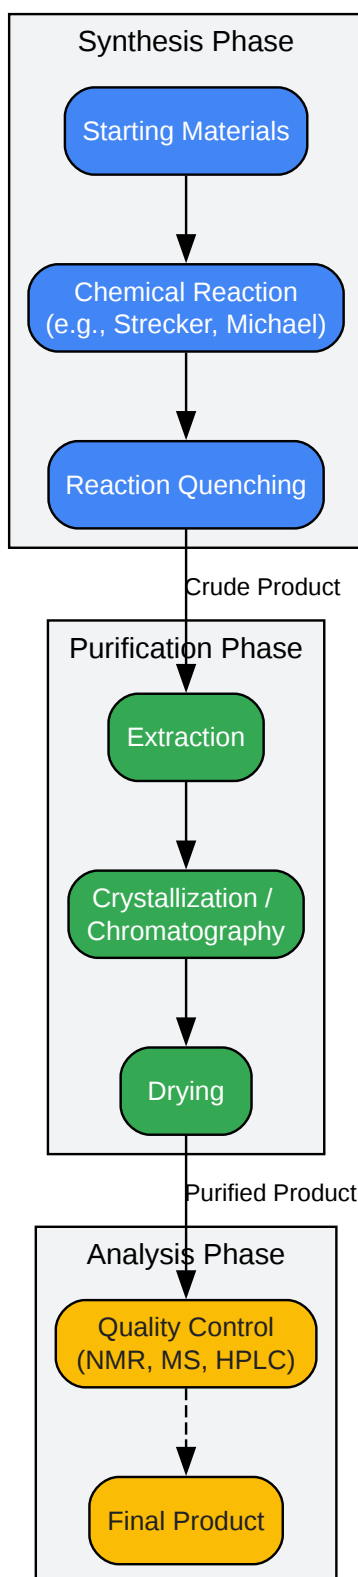 Synthesis Phase
Starting Materials
Chemical Reaction
(e.g., Strecker, Michael)
Reaction Quenching
Crude Product
Purification Phase
Extraction
Crystallization /
Chromatography
Drying
Purified Product
Analysis Phase
Quality Control
(NMR, MS, HPLC)
Final Product